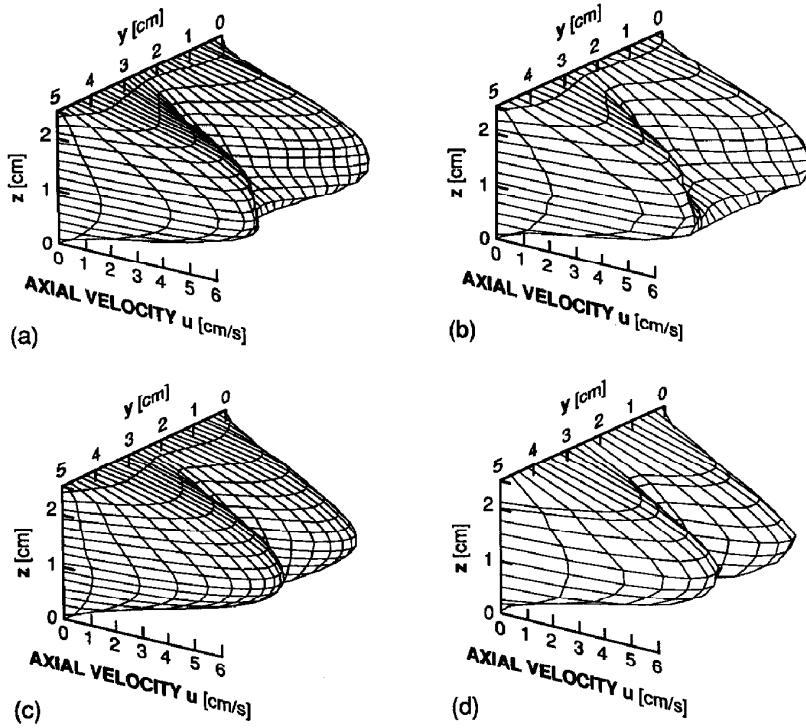 y [cm]
5 4 3 2 1 0
z [cm]
2
1
0
0 1 2 3 4 5 6
AXIAL VELOCITY u [cm/s]
(a)
y [cm]
5 4 3 2 1 0
z [cm]
2
1
0
0 1 2 3 4 5 6
AXIAL VELOCITY u [cm/s]
(b)
y [cm]
5 4 3 2 1 0
z [cm]
2
1
0
0 1 2 3 4 5 6
AXIAL VELOCITY u [cm/s]
(c)
y [cm]
5 4 3 2 1 0
z [cm]
2
1
0
0 1 2 3 4 5 6
AXIAL VELOCITY u [cm/s]
(d)